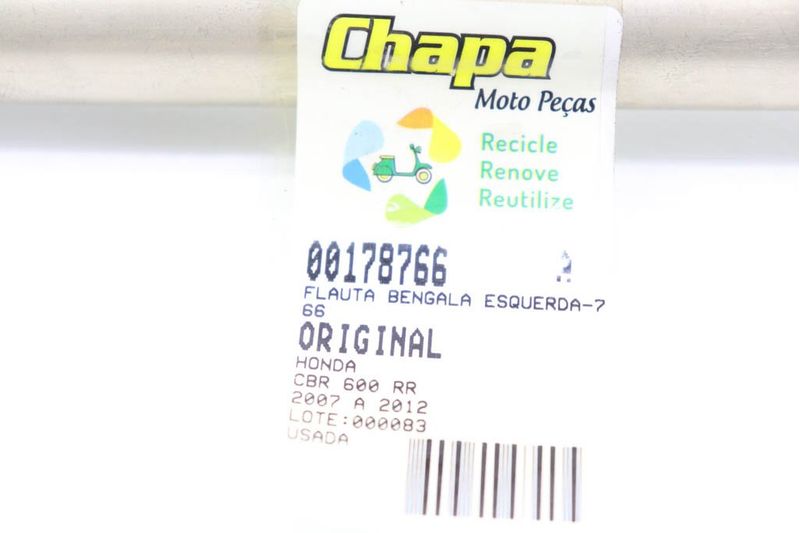 Chapa
Moto Peças
Recicle
Renove
Reutilize
00178766
FLAUTA BENGALA ESQUERDA-7
66
ORIGINAL
HONDA
CBR 600 RR
2007 A 2012
LOTE:000083
USADA